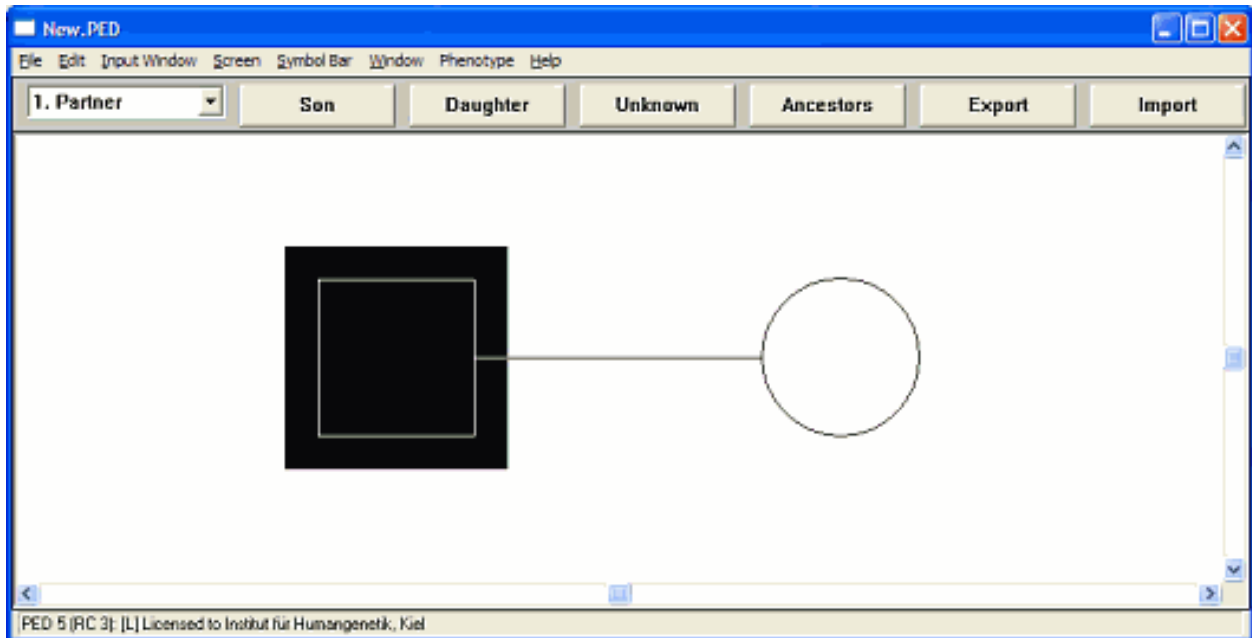 New.PED
File Edit Input Window Screen Symbol Bar Window Phenotype Help
1. Partner Son Daughter Unknown Ancestors Export Import
PED 5 (RC 3): [L] Licensed to Institut für Humangenetik, Kiel